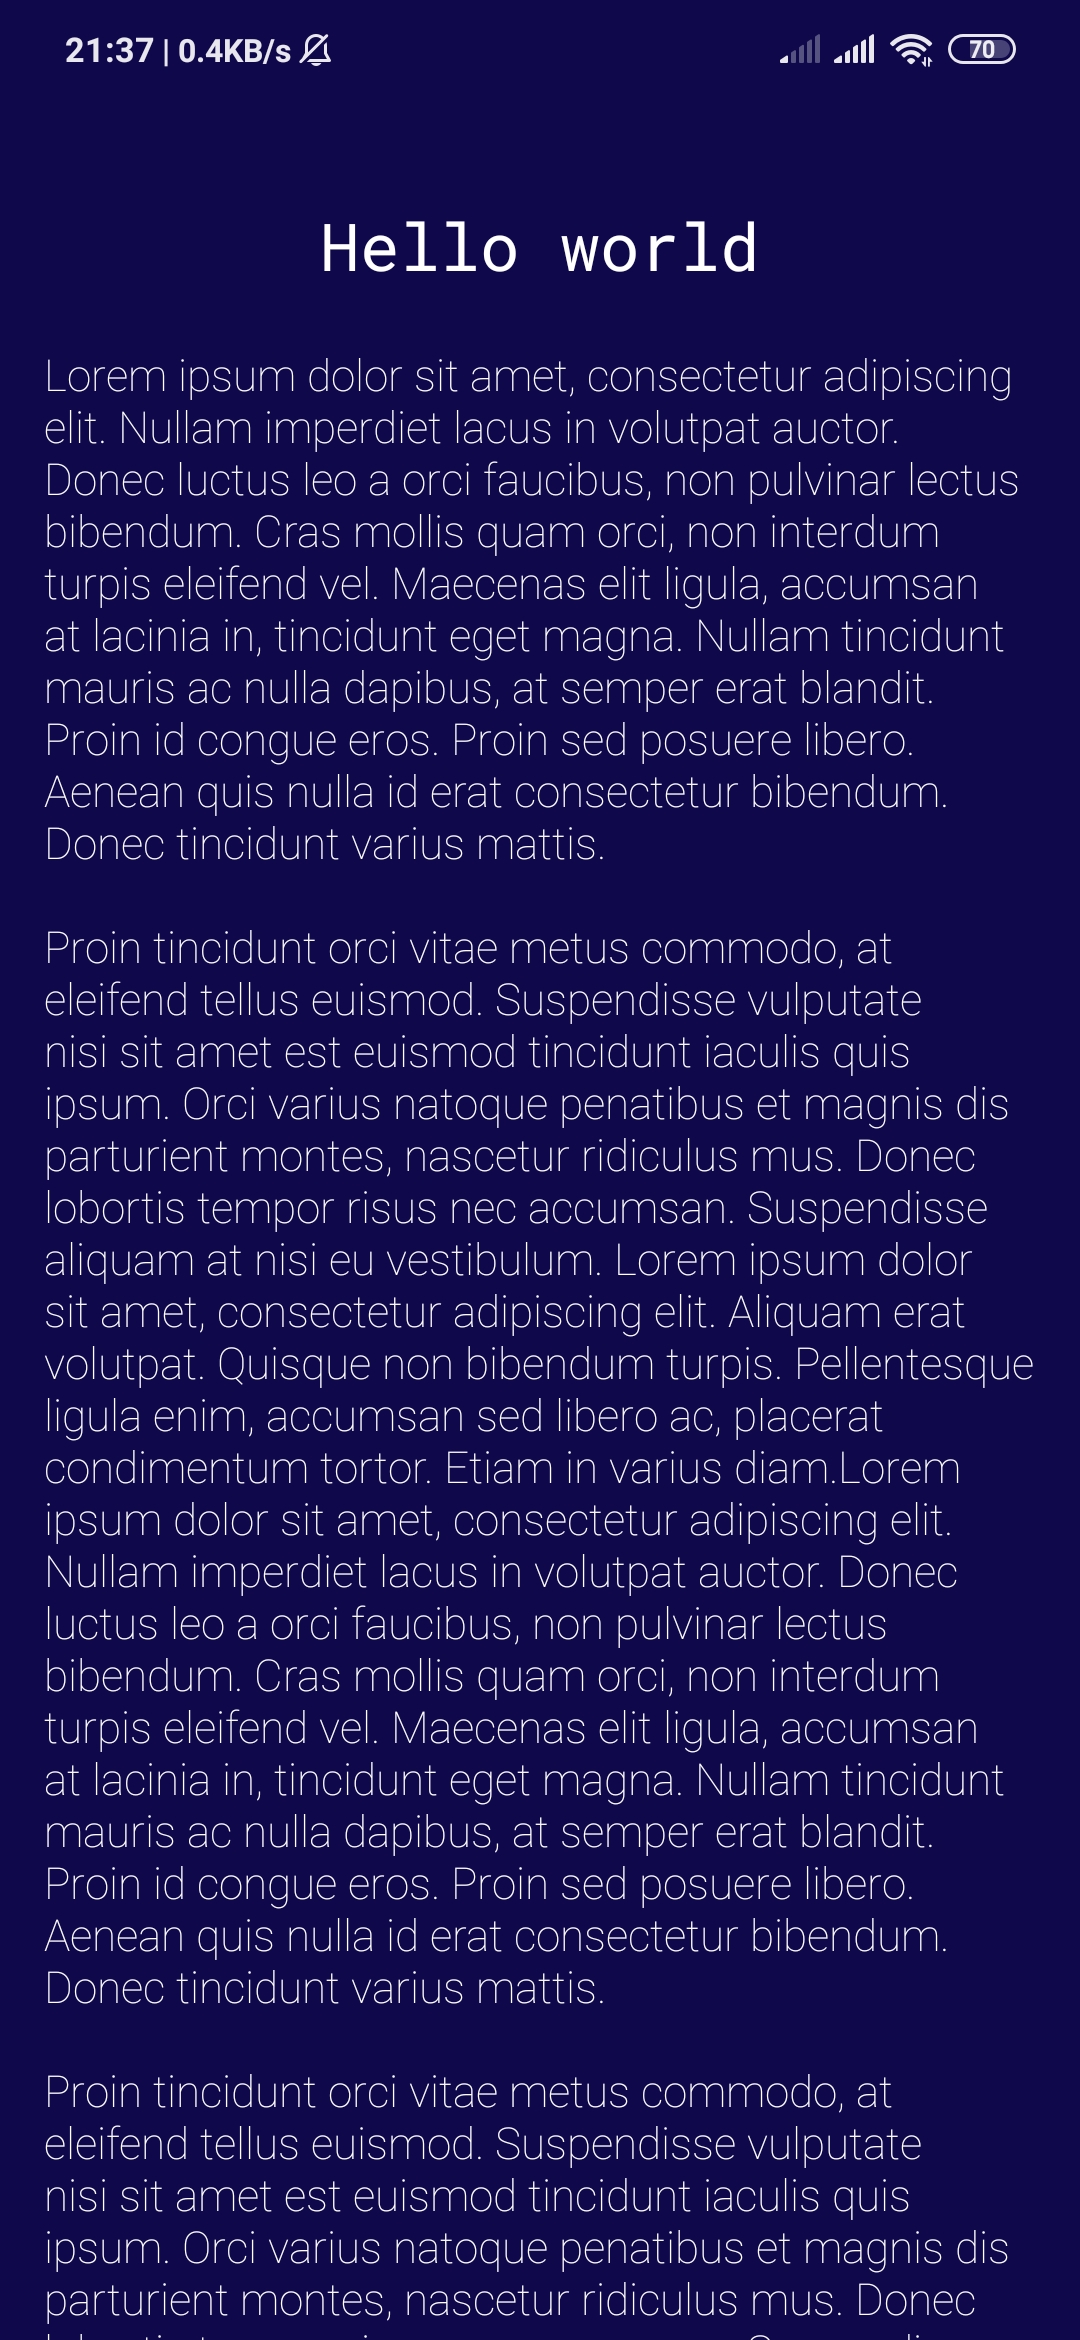 21:37 | 0.4KB/s
70
Hello world
Lorem ipsum dolor sit amet, consectetur adipiscing
elit. Nullam imperdiet lacus in volutpat auctor.
Donec luctus leo a orci faucibus, non pulvinar lectus
bibendum. Cras mollis quam orci, non interdum
turpis eleifend vel. Maecenas elit ligula, accumsan
at lacinia in, tincidunt eget magna. Nullam tincidunt
mauris ac nulla dapibus, at semper erat blandit.
Proin id congue eros. Proin sed posuere libero.
Aenean quis nulla id erat consectetur bibendum.
Donec tincidunt varius mattis.
Proin tincidunt orci vitae metus commodo, at
eleifend tellus euismod. Suspendisse vulputate
nisi sit amet est euismod tincidunt iaculis quis
ipsum. Orci varius natoque penatibus et magnis dis
parturient montes, nascetur ridiculus mus. Donec
lobortis tempor risus nec accumsan. Suspendisse
aliquam at nisi eu vestibulum. Lorem ipsum dolor
sit amet, consectetur adipiscing elit. Aliquam erat
volutpat. Quisque non bibendum turpis. Pellentesque
ligula enim, accumsan sed libero ac, placerat
condimentum tortor. Etiam in varius diam.Lorem
ipsum dolor sit amet, consectetur adipiscing elit.
Nullam imperdiet lacus in volutpat auctor. Donec
luctus leo a orci faucibus, non pulvinar lectus
bibendum. Cras mollis quam orci, non interdum
turpis eleifend vel. Maecenas elit ligula, accumsan
at lacinia in, tincidunt eget magna. Nullam tincidunt
mauris ac nulla dapibus, at semper erat blandit.
Proin id congue eros. Proin sed posuere libero.
Aenean quis nulla id erat consectetur bibendum.
Donec tincidunt varius mattis.
Proin tincidunt orci vitae metus commodo, at
eleifend tellus euismod. Suspendisse vulputate
nisi sit amet est euismod tincidunt iaculis quis
ipsum. Orci varius natoque penatibus et magnis dis
parturient montes, nascetur ridiculus mus. Donec